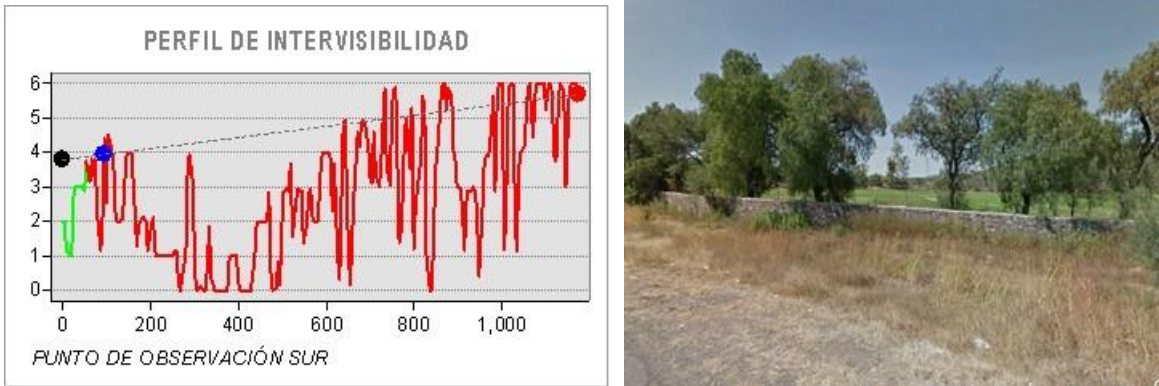 PERFIL DE INTERVISIBILIDAD
6
5
4
3
2
1
0
0 200 400 600 800 1,000
PUNTO DE OBSERVACIÓN SUR